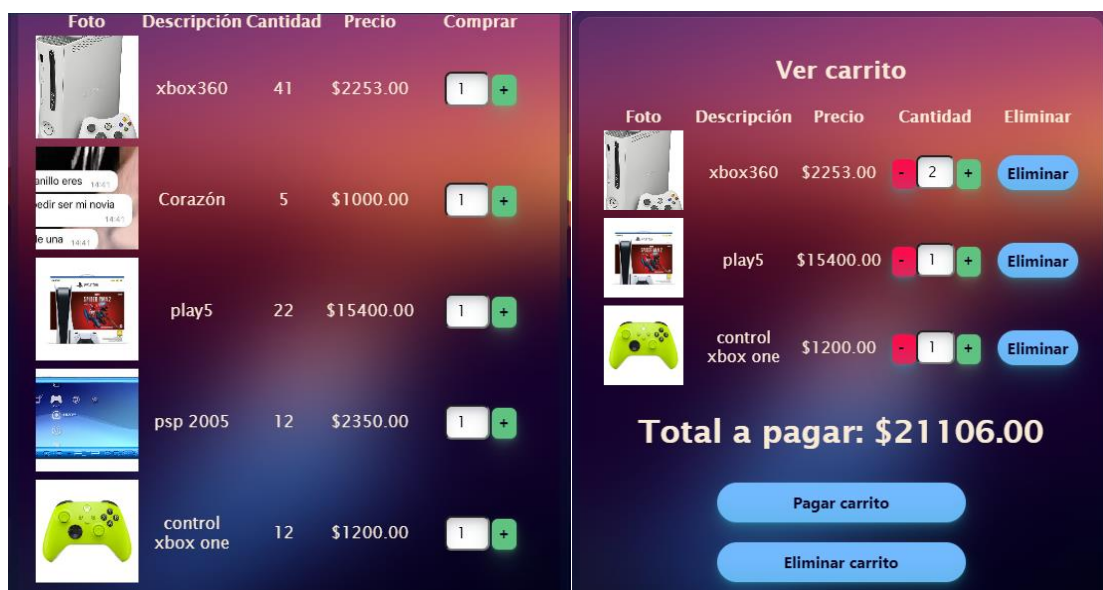 Foto Descripción Cantidad Precio Comprar
xbox360 41 $2253.00 1 +
anillo eres 14:41
edir ser mi novia
14:41
le una 14:41
Corazón 5 $1000.00 1 +
play5 22 $15400.00 1 +
psp 2005 12 $2350.00 1 +
control
xbox one
12 $1200.00 1 +
Ver carrito
Foto Descripción Precio Cantidad Eliminar
xbox360 $2253.00 - 2 + Eliminar
play5 $15400.00 - 1 + Eliminar
control
xbox one
$1200.00 - 1 + Eliminar
Total a pagar: $21106.00
Pagar carrito
Eliminar carrito